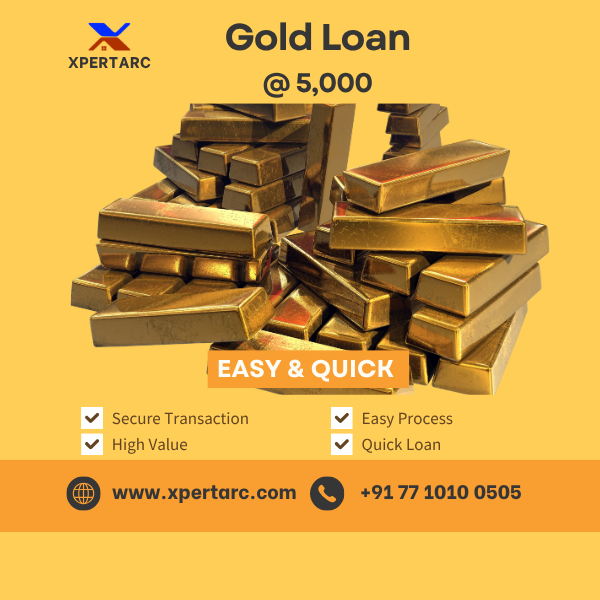 XPERTARC
Gold Loan
@ 5,000
EASY & QUICK
Secure Transaction
Easy Process
High Value
Quick Loan
www.xpertarc.com
+91 77 1010 0505